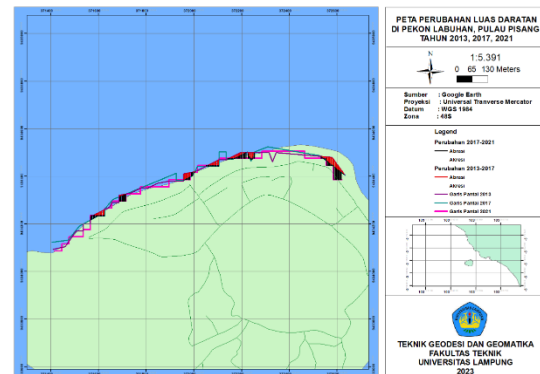 PETA PERUBAHAN LUAS DARATAN
DI PEKON LABUHAN, PULAU PISANG
TAHUN 2013, 2017, 2021
N
1:5.391
0 65 130 Meters
Sumber : Google Earth
Proyeksi : Universal Tranverse Mercator
Datum : WGS 1984
Zona : 48S
Legend
Perubahan 2017-2021
Abrasi
Akresi
Perubahan 2013-2017
Abrasi
Akresi
Garis Pantai 2013
Garis Pantai 2017
Garis Pantai 2021
TEKNIK GEODESI DAN GEOMATIKA
FAKULTAS TEKNIK
UNIVERSITAS LAMPUNG
2023